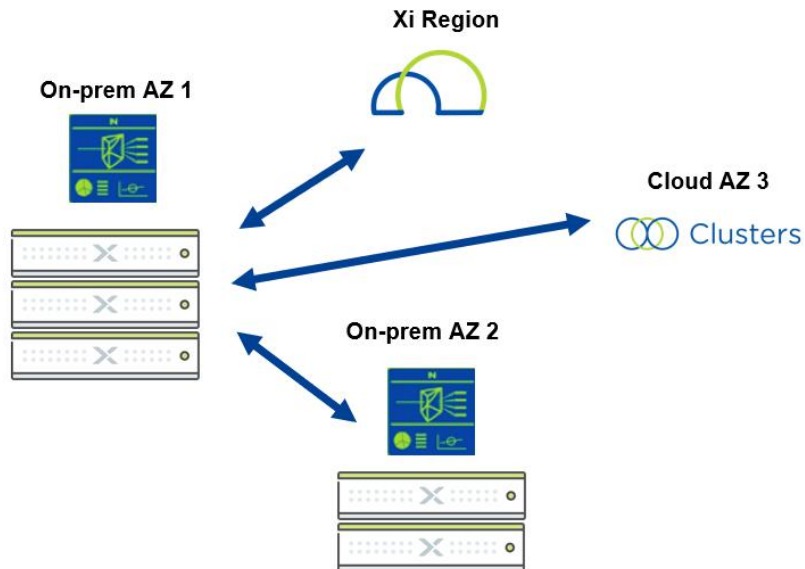 Xi Region
On-prem AZ 1
N
Cloud AZ 3
Clusters
On-prem AZ 2
N